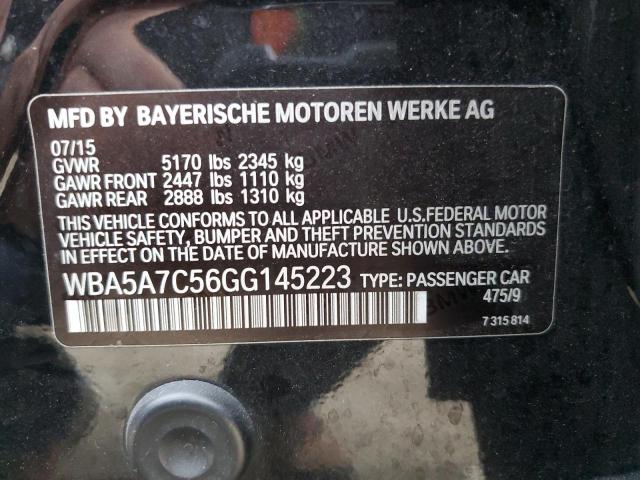 MFD BY BAYERISCHE MOTOREN WERKE AG
07/15
GVWR 5170 lbs 2345 kg
GAWR FRONT 2447 lbs 1110 kg
GAWR REAR 2888 lbs 1310 kg
THIS VEHICLE CONFORMS TO ALL APPLICABLE U.S.FEDERAL MOTOR
VEHICLE SAFETY, BUMPER AND THEFT PREVENTION STANDARDS
IN EFFECT ON THE DATE OF MANUFACTURE SHOWN ABOVE.
WBA5A7C56GG145223 TYPE: PASSENGER CAR
475/9
7 315 814